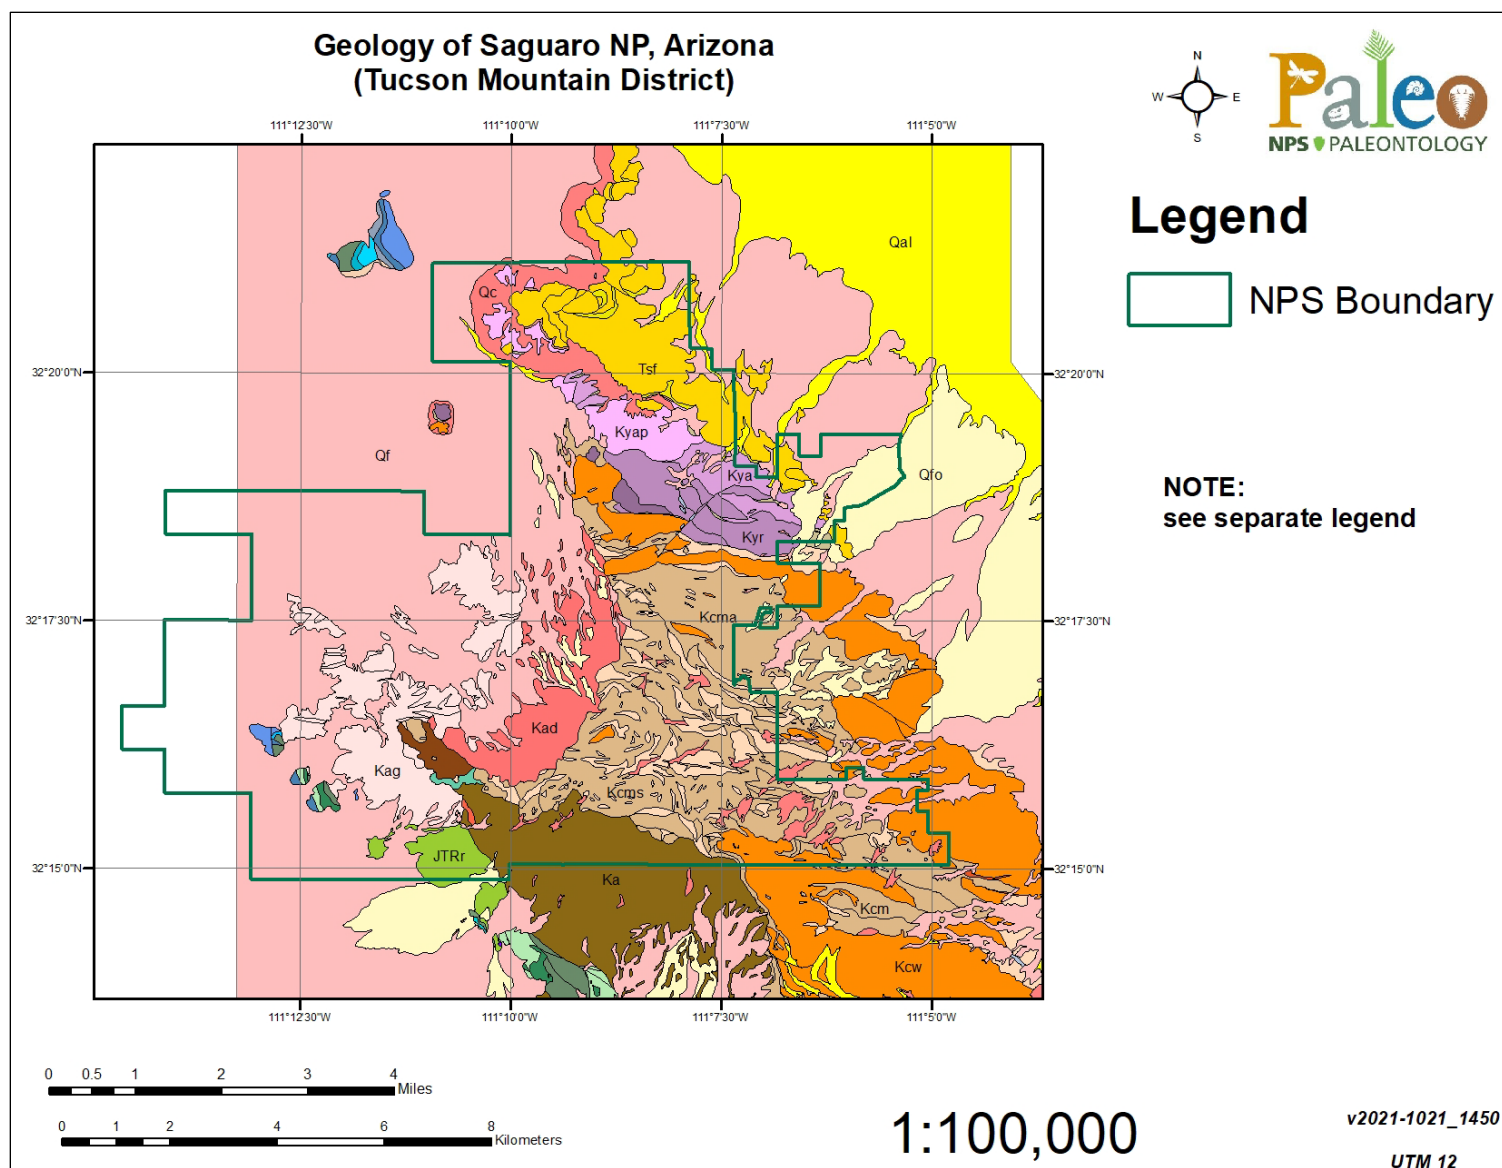 Geology of Saguaro NP, Arizona
(Tucson Mountain District)
N
W E
S
Paleo
NPS PALEONTOLOGY
111°12'30"W 111°10'0"W 111°7'30"W 111°5'0"W
Legend
NPS Boundary
NOTE:
see separate legend
Qal
Qc
32°20'0"N 32°20'0"N
Tsf
Kyap
Qf
Kya
Qfo
Kyr
32°17'30"N 32°17'30"N
Kcma
Kad
Kag
Kcms
JTRr
32°15'0"N 32°15'0"N
Ka
Kcm
Kcw
111°12'30"W 111°10'0"W 111°7'30"W 111°5'0"W
0 0.5 1 2 3 4
Miles
0 1 2 4 6 8
Kilometers
1:100,000
v2021-1021_1450
UTM 12